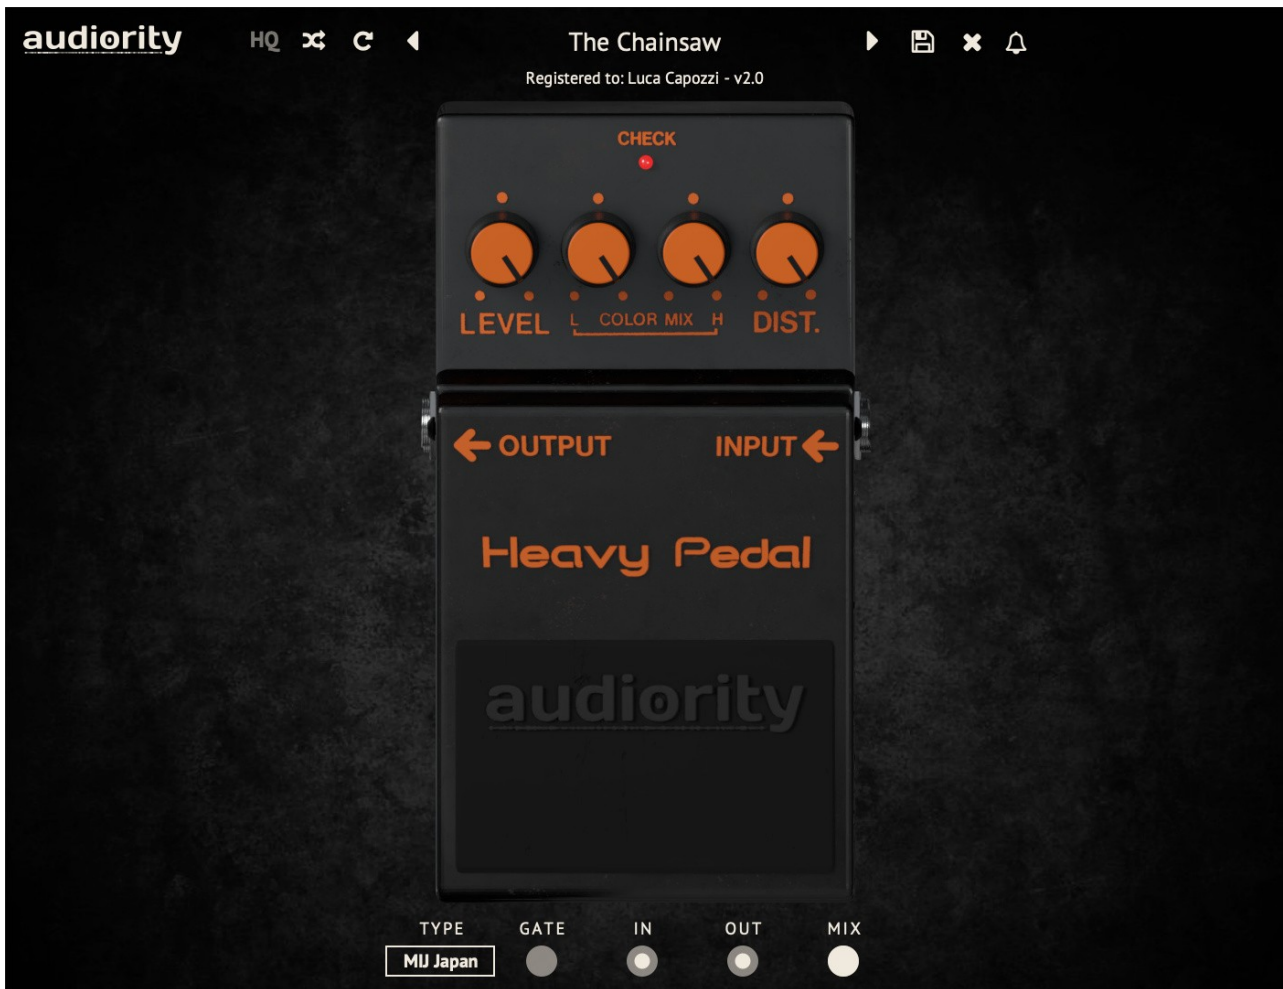 audiority
HQ
The Chainsaw
Registered to: Luca Capozzi - v2.0
CHECK
LEVEL L COLOR MIX H DIST.
OUTPUT INPUT
Heavy Pedal
audiority
TYPE GATE IN OUT MIX
MIJ Japan